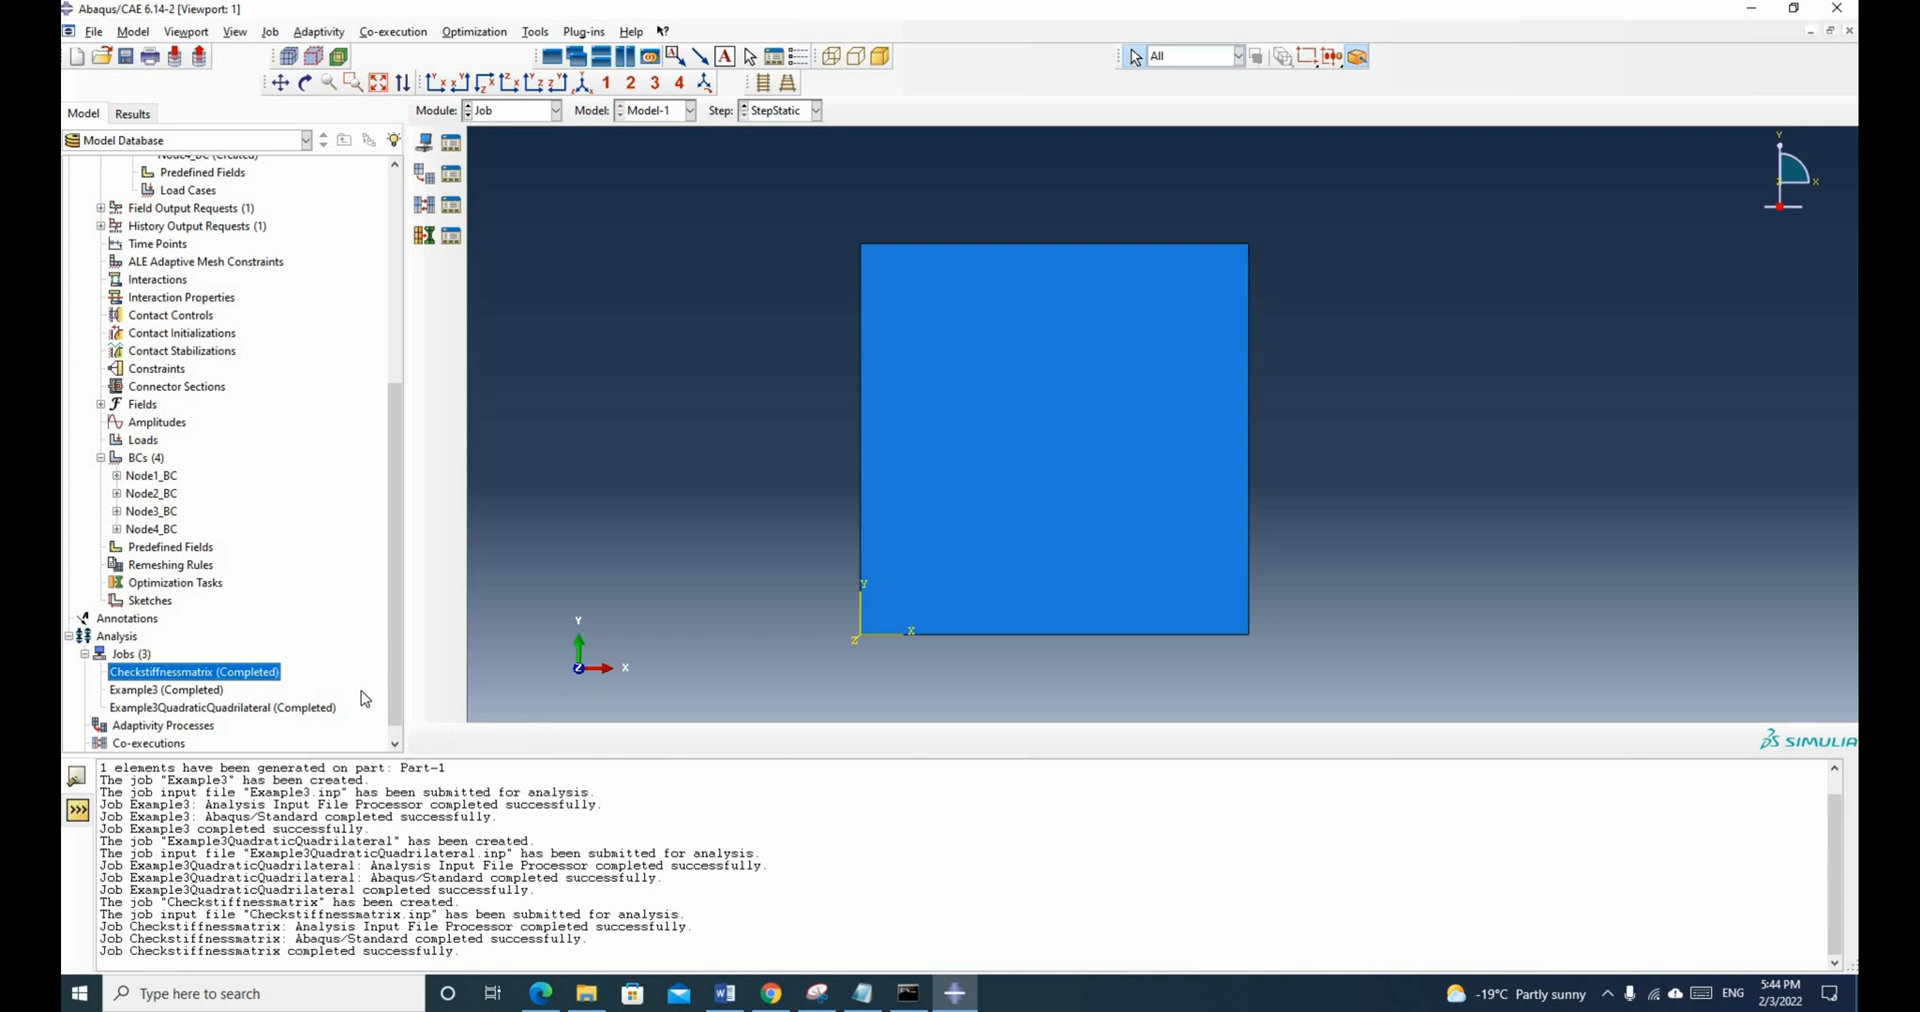 Abaqus/CAE 6.14-2 [Viewport: 1]
File Model Viewport View Job Adaptivity Co-execution Optimization Tools Plug-ins Help
All
1 2 3 4
Model Results
Module: Job Model: Model-1 Step: StepStatic
Model Database
Node4_BC (Created)
Predefined Fields
Load Cases
Field Output Requests (1)
History Output Requests (1)
Time Points
ALE Adaptive Mesh Constraints
Interactions
Interaction Properties
Contact Controls
Contact Initializations
Contact Stabilizations
Constraints
Connector Sections
Fields
Amplitudes
Loads
BCs (4)
Node1_BC
Node2_BC
Node3_BC
Node4_BC
Predefined Fields
Remeshing Rules
Optimization Tasks
Sketches
Annotations
Analysis
Jobs (3)
Checkstiffnessmatrix (Completed)
Example3 (Completed)
Example3QuadraticQuadrilateral (Completed)
Adaptivity Processes
Co-executions
Y
Z X
Y
X
Z
Y
Z X
SIMULIA
1 elements have been generated on part: Part-1
The job "Example3" has been created.
The job input file "Example3.inp" has been submitted for analysis.
Job Example3: Analysis Input File Processor completed successfully.
Job Example3: Abaqus/Standard completed successfully.
Job Example3 completed successfully.
The job "Example3QuadraticQuadrilateral" has been created.
The job input file "Example3QuadraticQuadrilateral.inp" has been submitted for analysis.
Job Example3QuadraticQuadrilateral: Analysis Input File Processor completed successfully.
Job Example3QuadraticQuadrilateral: Abaqus/Standard completed successfully.
Job Example3QuadraticQuadrilateral completed successfully.
The job "Checkstiffnessmatrix" has been created.
The job input file "Checkstiffnessmatrix.inp" has been submitted for analysis.
Job Checkstiffnessmatrix: Analysis Input File Processor completed successfully.
Job Checkstiffnessmatrix: Abaqus/Standard completed successfully.
Job Checkstiffnessmatrix completed successfully.
Type here to search
-19°C Partly sunny
ENG
5:44 PM
2/3/2022